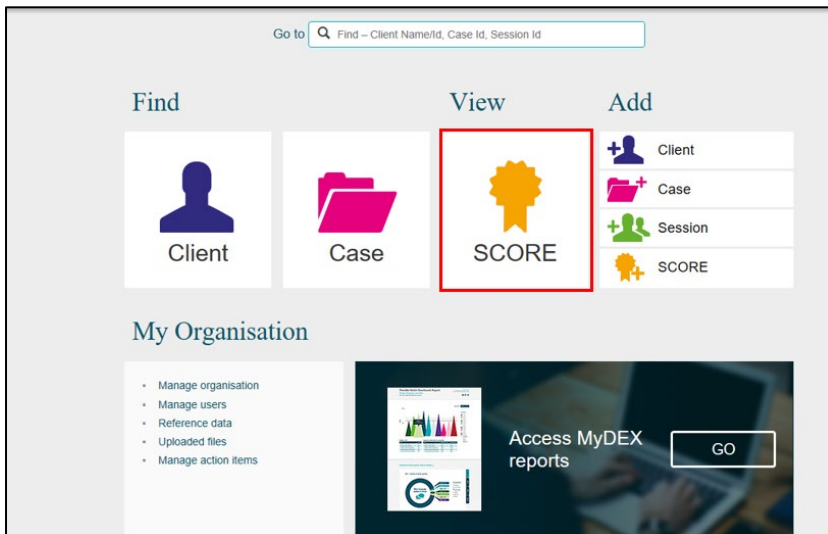 Go to
Find – Client Name/Id, Case Id, Session Id
Find
View
Add
Client
Case
SCORE
Client
Case
Session
SCORE
My Organisation
Manage organisation
Manage users
Reference data
Uploaded files
Manage action items
Access MyDEX
reports
GO